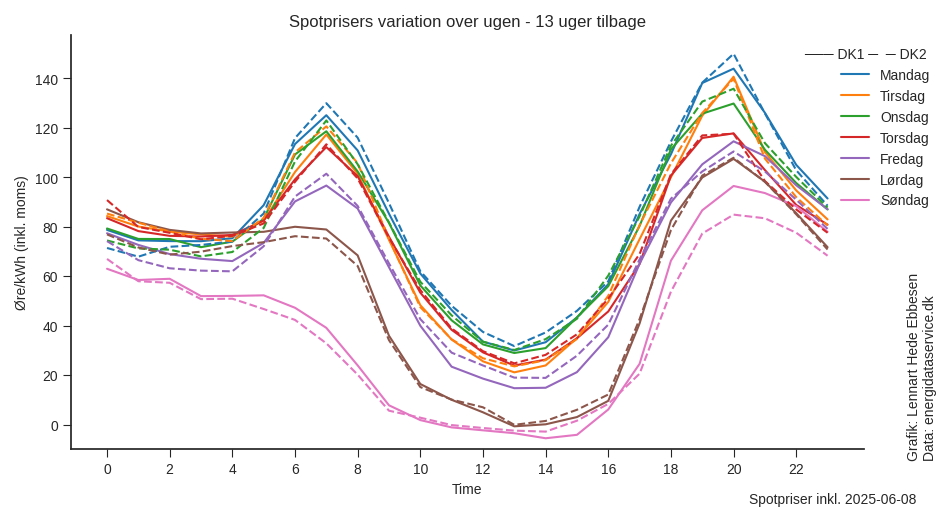 Spotprisers variation over ugen - 13 uger tilbage
DK1 DK2
Mandag
Tirsdag
Onsdag
Torsdag
Fredag
Lørdag
Søndag
Øre/kWh (inkl. moms)
140
120
100
80
60
40
20
0
0 2 4 6 8 10 12 14 16 18 20 22
Time
Grafik: Lennart Hede Ebbesen
Data: energidataservice.dk
Spotpriser inkl. 2025-06-08